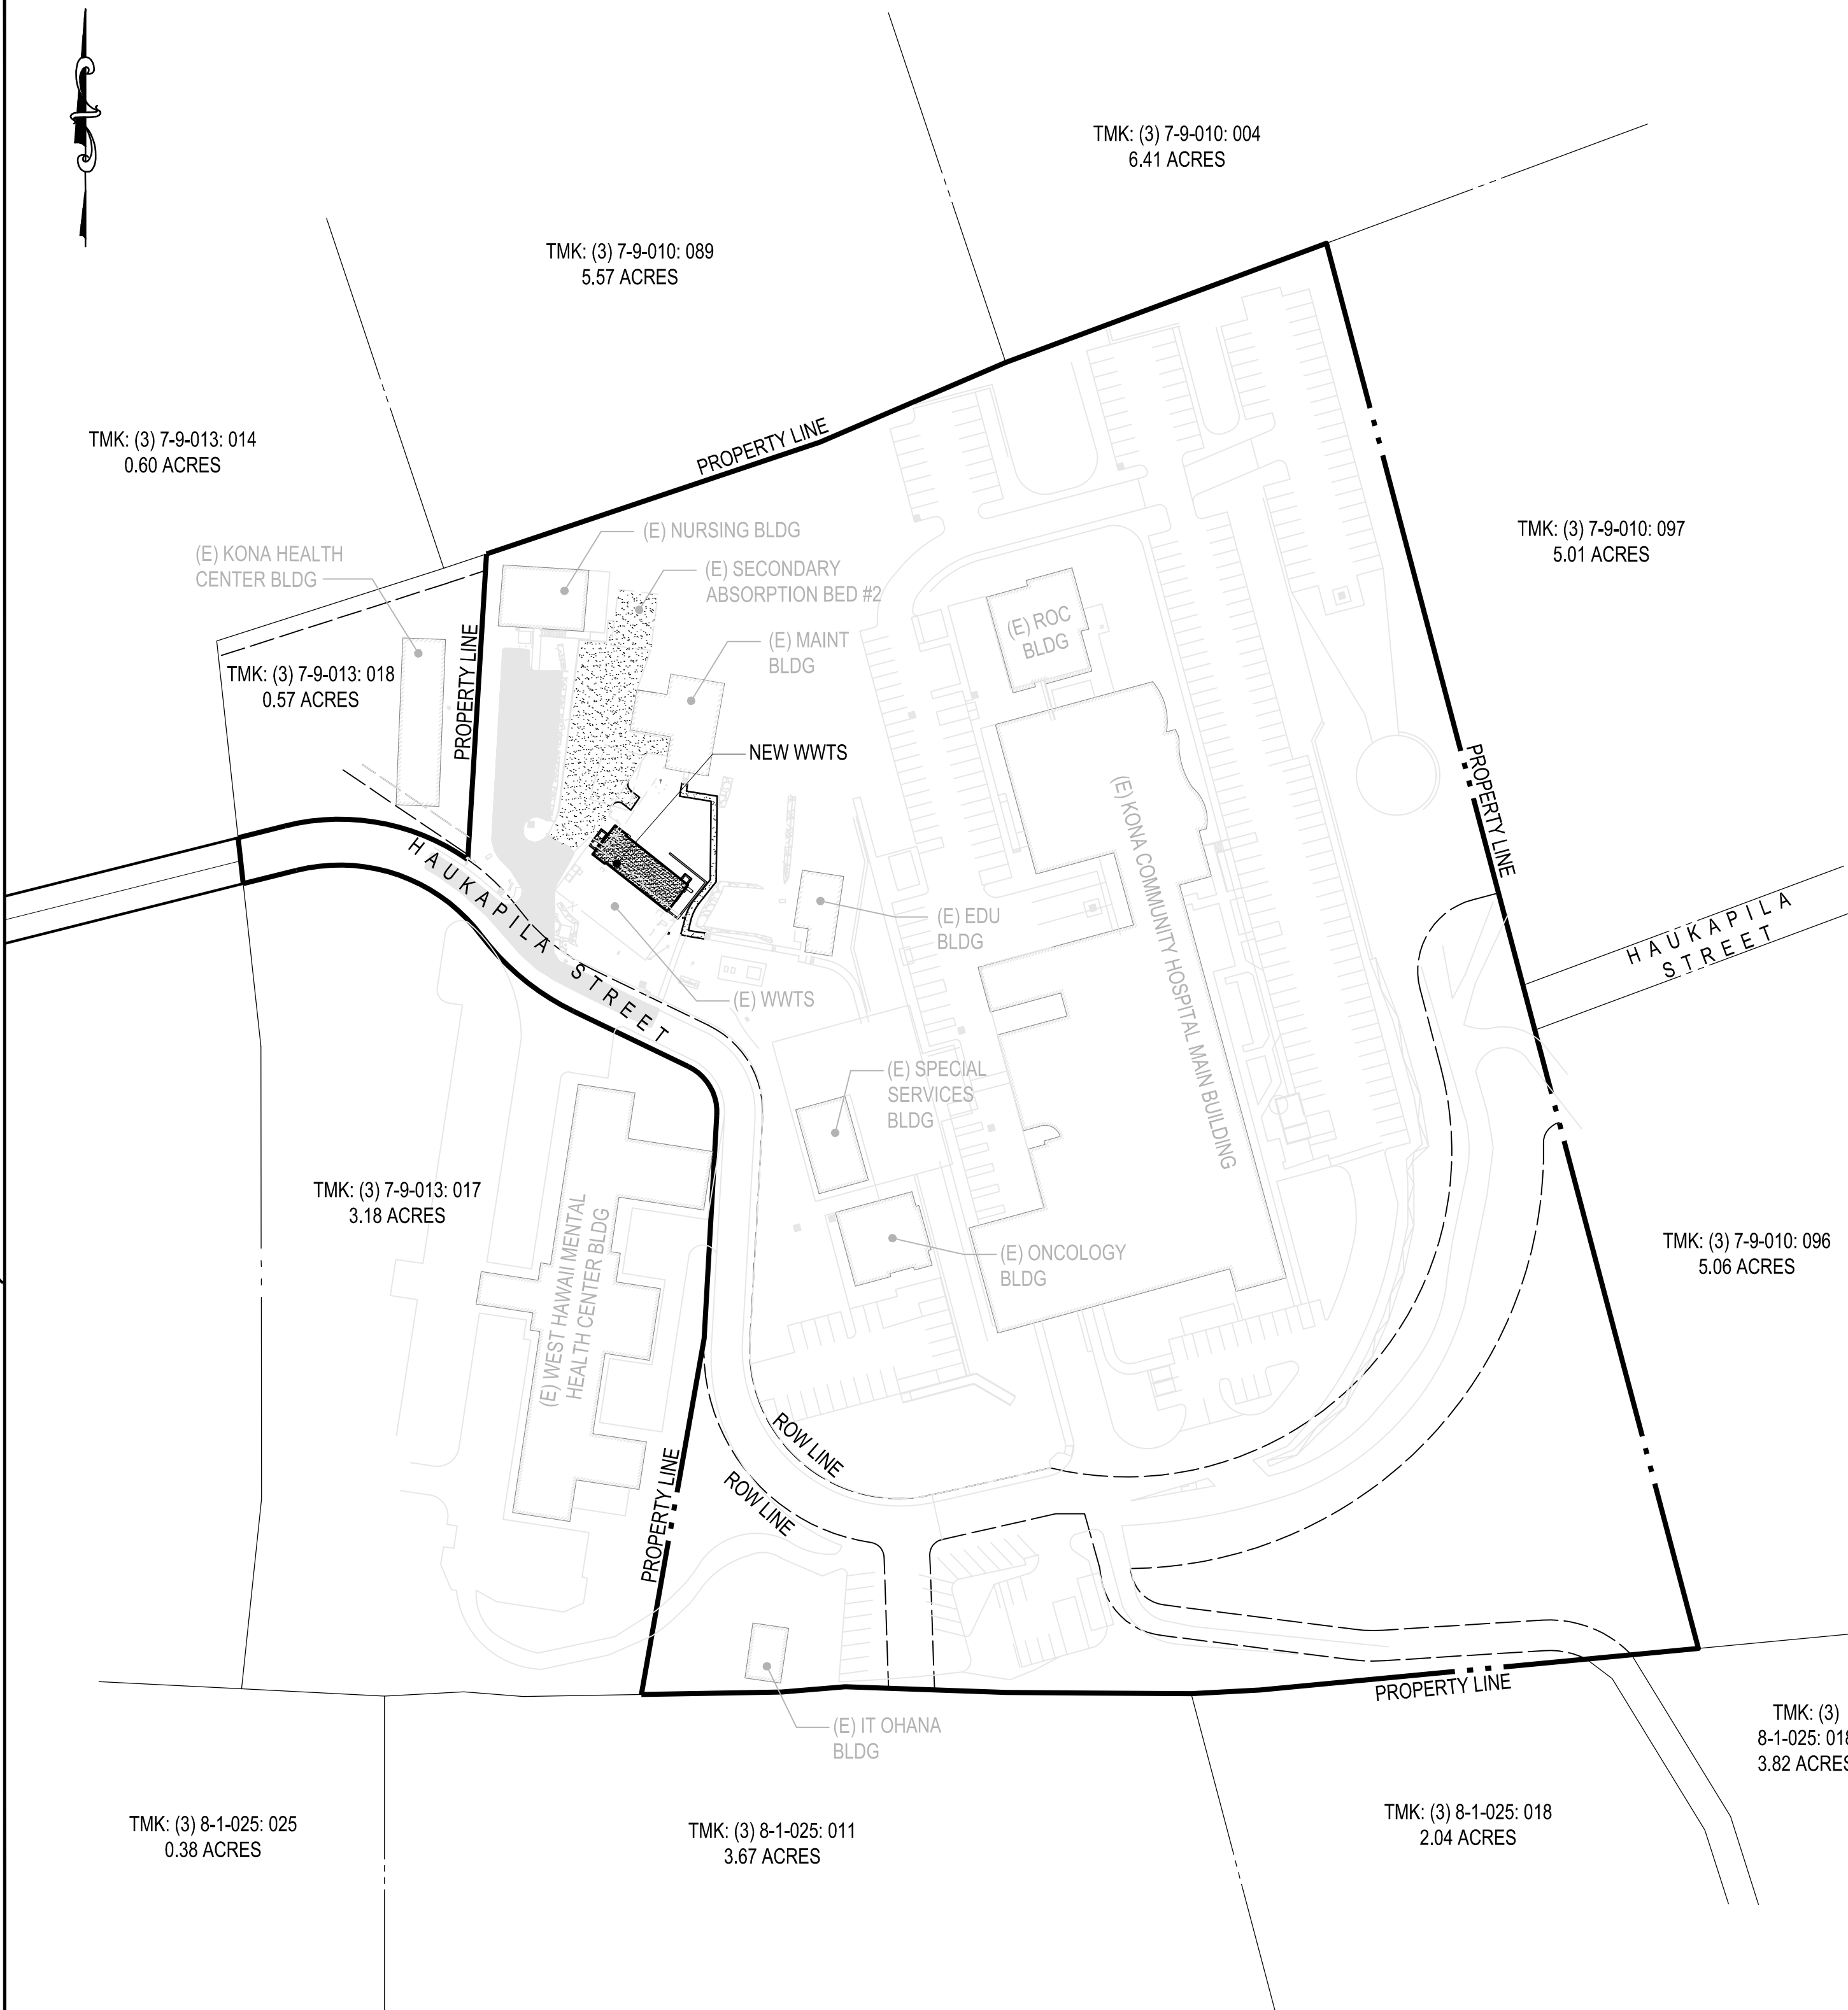 TMK: (3) 7-9-010: 004
6.41 ACRES
TMK: (3) 7-9-010: 089
5.57 ACRES
TMK: (3) 7-9-013: 014
0.60 ACRES
PROPERTY LINE
(E) NURSING BLDG
(E) KONA HEALTH
CENTER BLDG
(E) SECONDARY
ABSORPTION BED #2
TMK: (3) 7-9-010: 097
5.01 ACRES
(E) ROC
BLDG
(E) MAINT
BLDG
TMK: (3) 7-9-013: 018
0.57 ACRES
PROPERTY LINE
NEW WWTS
PROPERTY LINE
HAUKAPILA STREET
(E) KONA COMMUNITY HOSPITAL MAIN BUILDING
(E) EDU
BLDG
HAUKAPILA
STREET
(E) WWTS
(E) SPECIAL
SERVICES
BLDG
TMK: (3) 7-9-013: 017
3.18 ACRES
(E) WEST HAWAII MENTAL
HEALTH CENTER BLDG
(E) ONCOLOGY
BLDG
TMK: (3) 7-9-010: 096
5.06 ACRES
ROW LINE
ROW LINE
PROPERTY LINE
PROPERTY LINE
(E) IT OHANA
BLDG
TMK: (3)
8-1-025: 018
3.82 ACRES
TMK: (3) 8-1-025: 025
0.38 ACRES
TMK: (3) 8-1-025: 011
3.67 ACRES
TMK: (3) 8-1-025: 018
2.04 ACRES